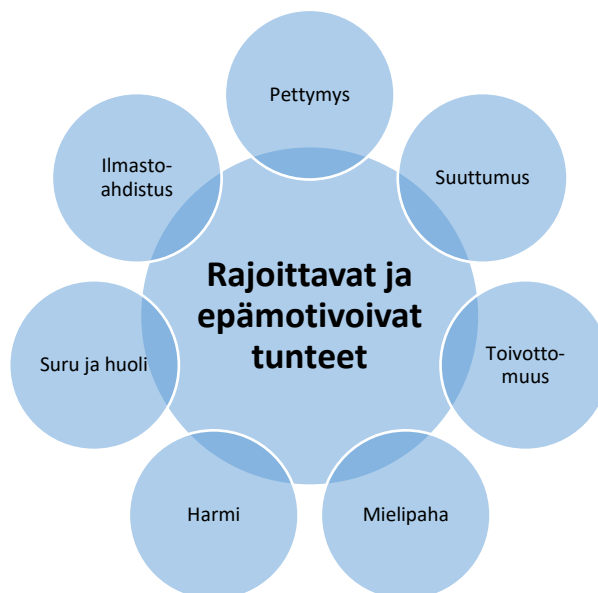 Pettymys
Suuttumus
Toivotto-
muus
Mielipaha
Harmi
Suru ja huoli
Ilmasto-
ahdistus
Rajoittavat ja
epämotivoivat
tunteet